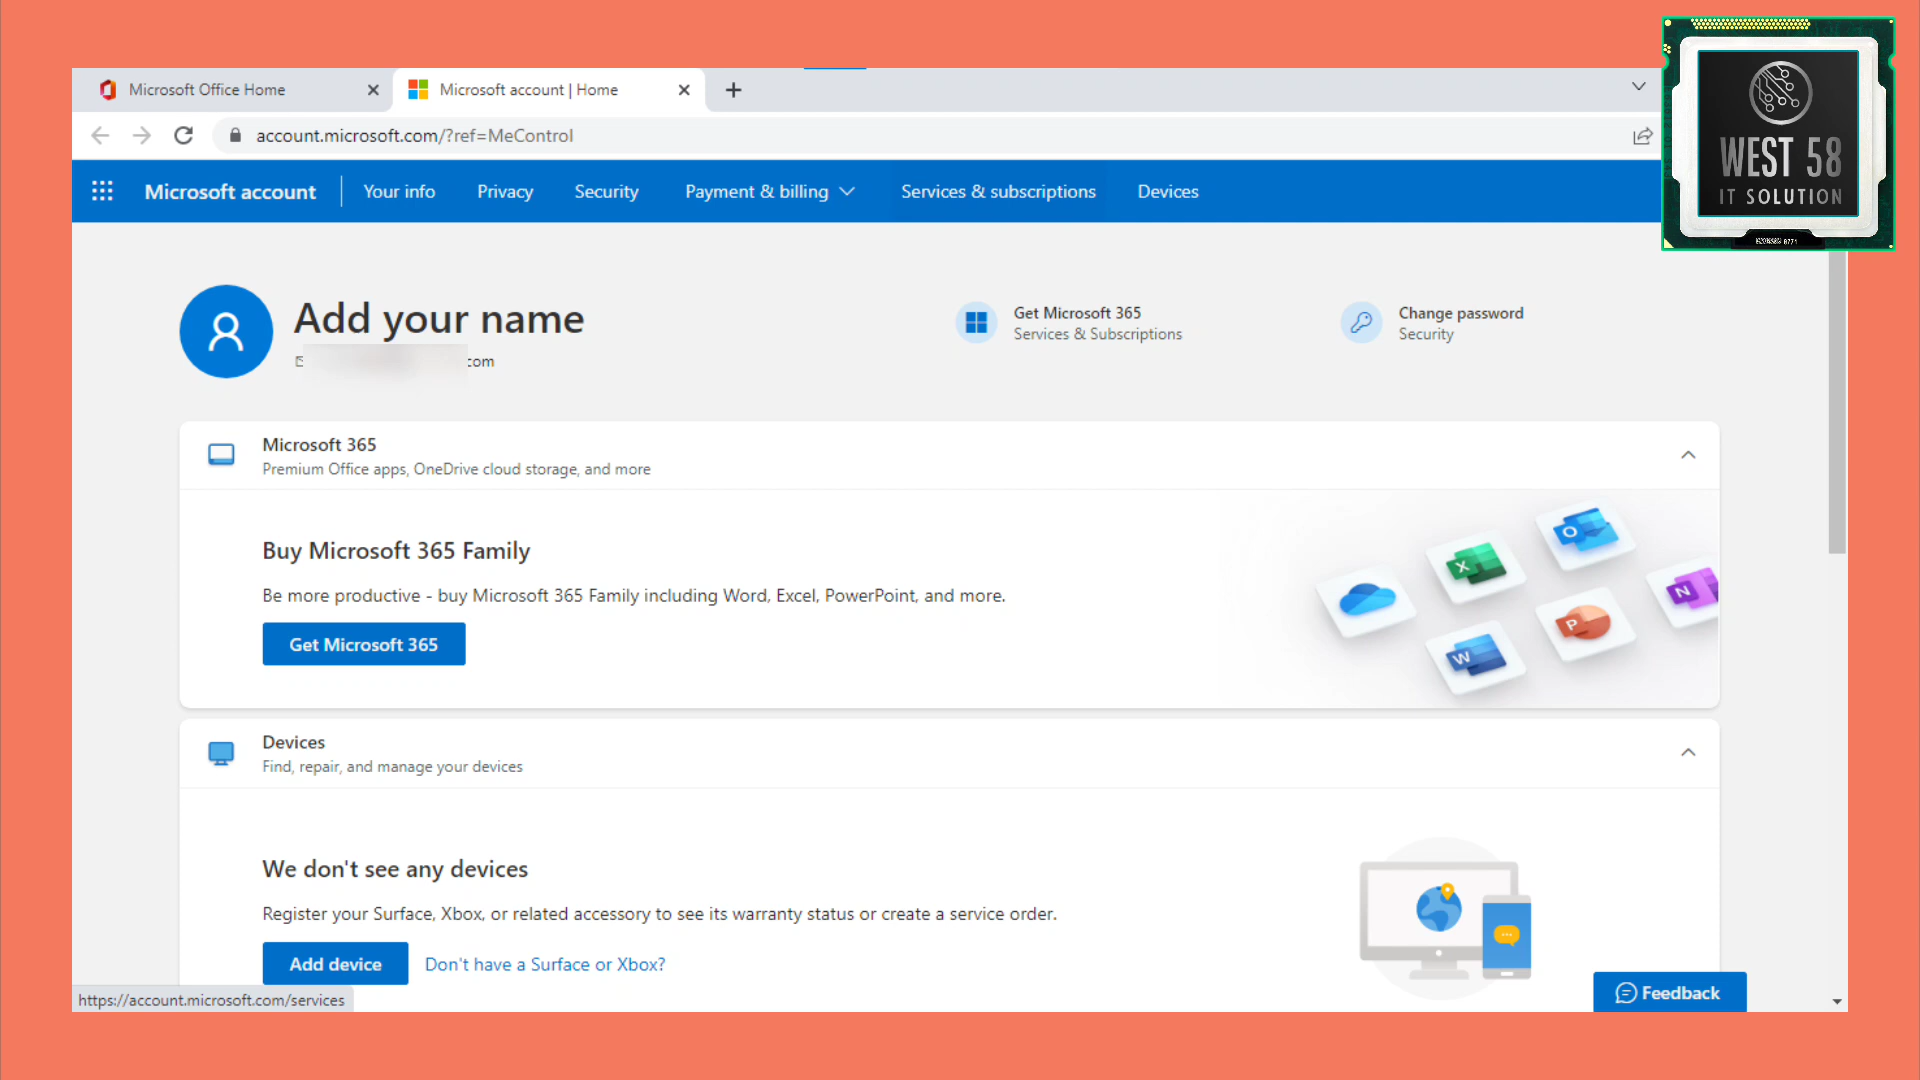 Microsoft Office Home
Microsoft account | Home
account.microsoft.com/?ref=MeControl
WEST 58
IT SOLUTION
Microsoft account
Your info
Privacy
Security
Payment & billing
Services & subscriptions
Devices
Add your name
com
Get Microsoft 365
Services & Subscriptions
Change password
Security
Microsoft 365
Premium Office apps, OneDrive cloud storage, and more
Buy Microsoft 365 Family
Be more productive - buy Microsoft 365 Family including Word, Excel, PowerPoint, and more.
Get Microsoft 365
X
O
N
P
W
Devices
Find, repair, and manage your devices
We don't see any devices
Register your Surface, Xbox, or related accessory to see its warranty status or create a service order.
Add device
Don't have a Surface or Xbox?
https://account.microsoft.com/services
Feedback